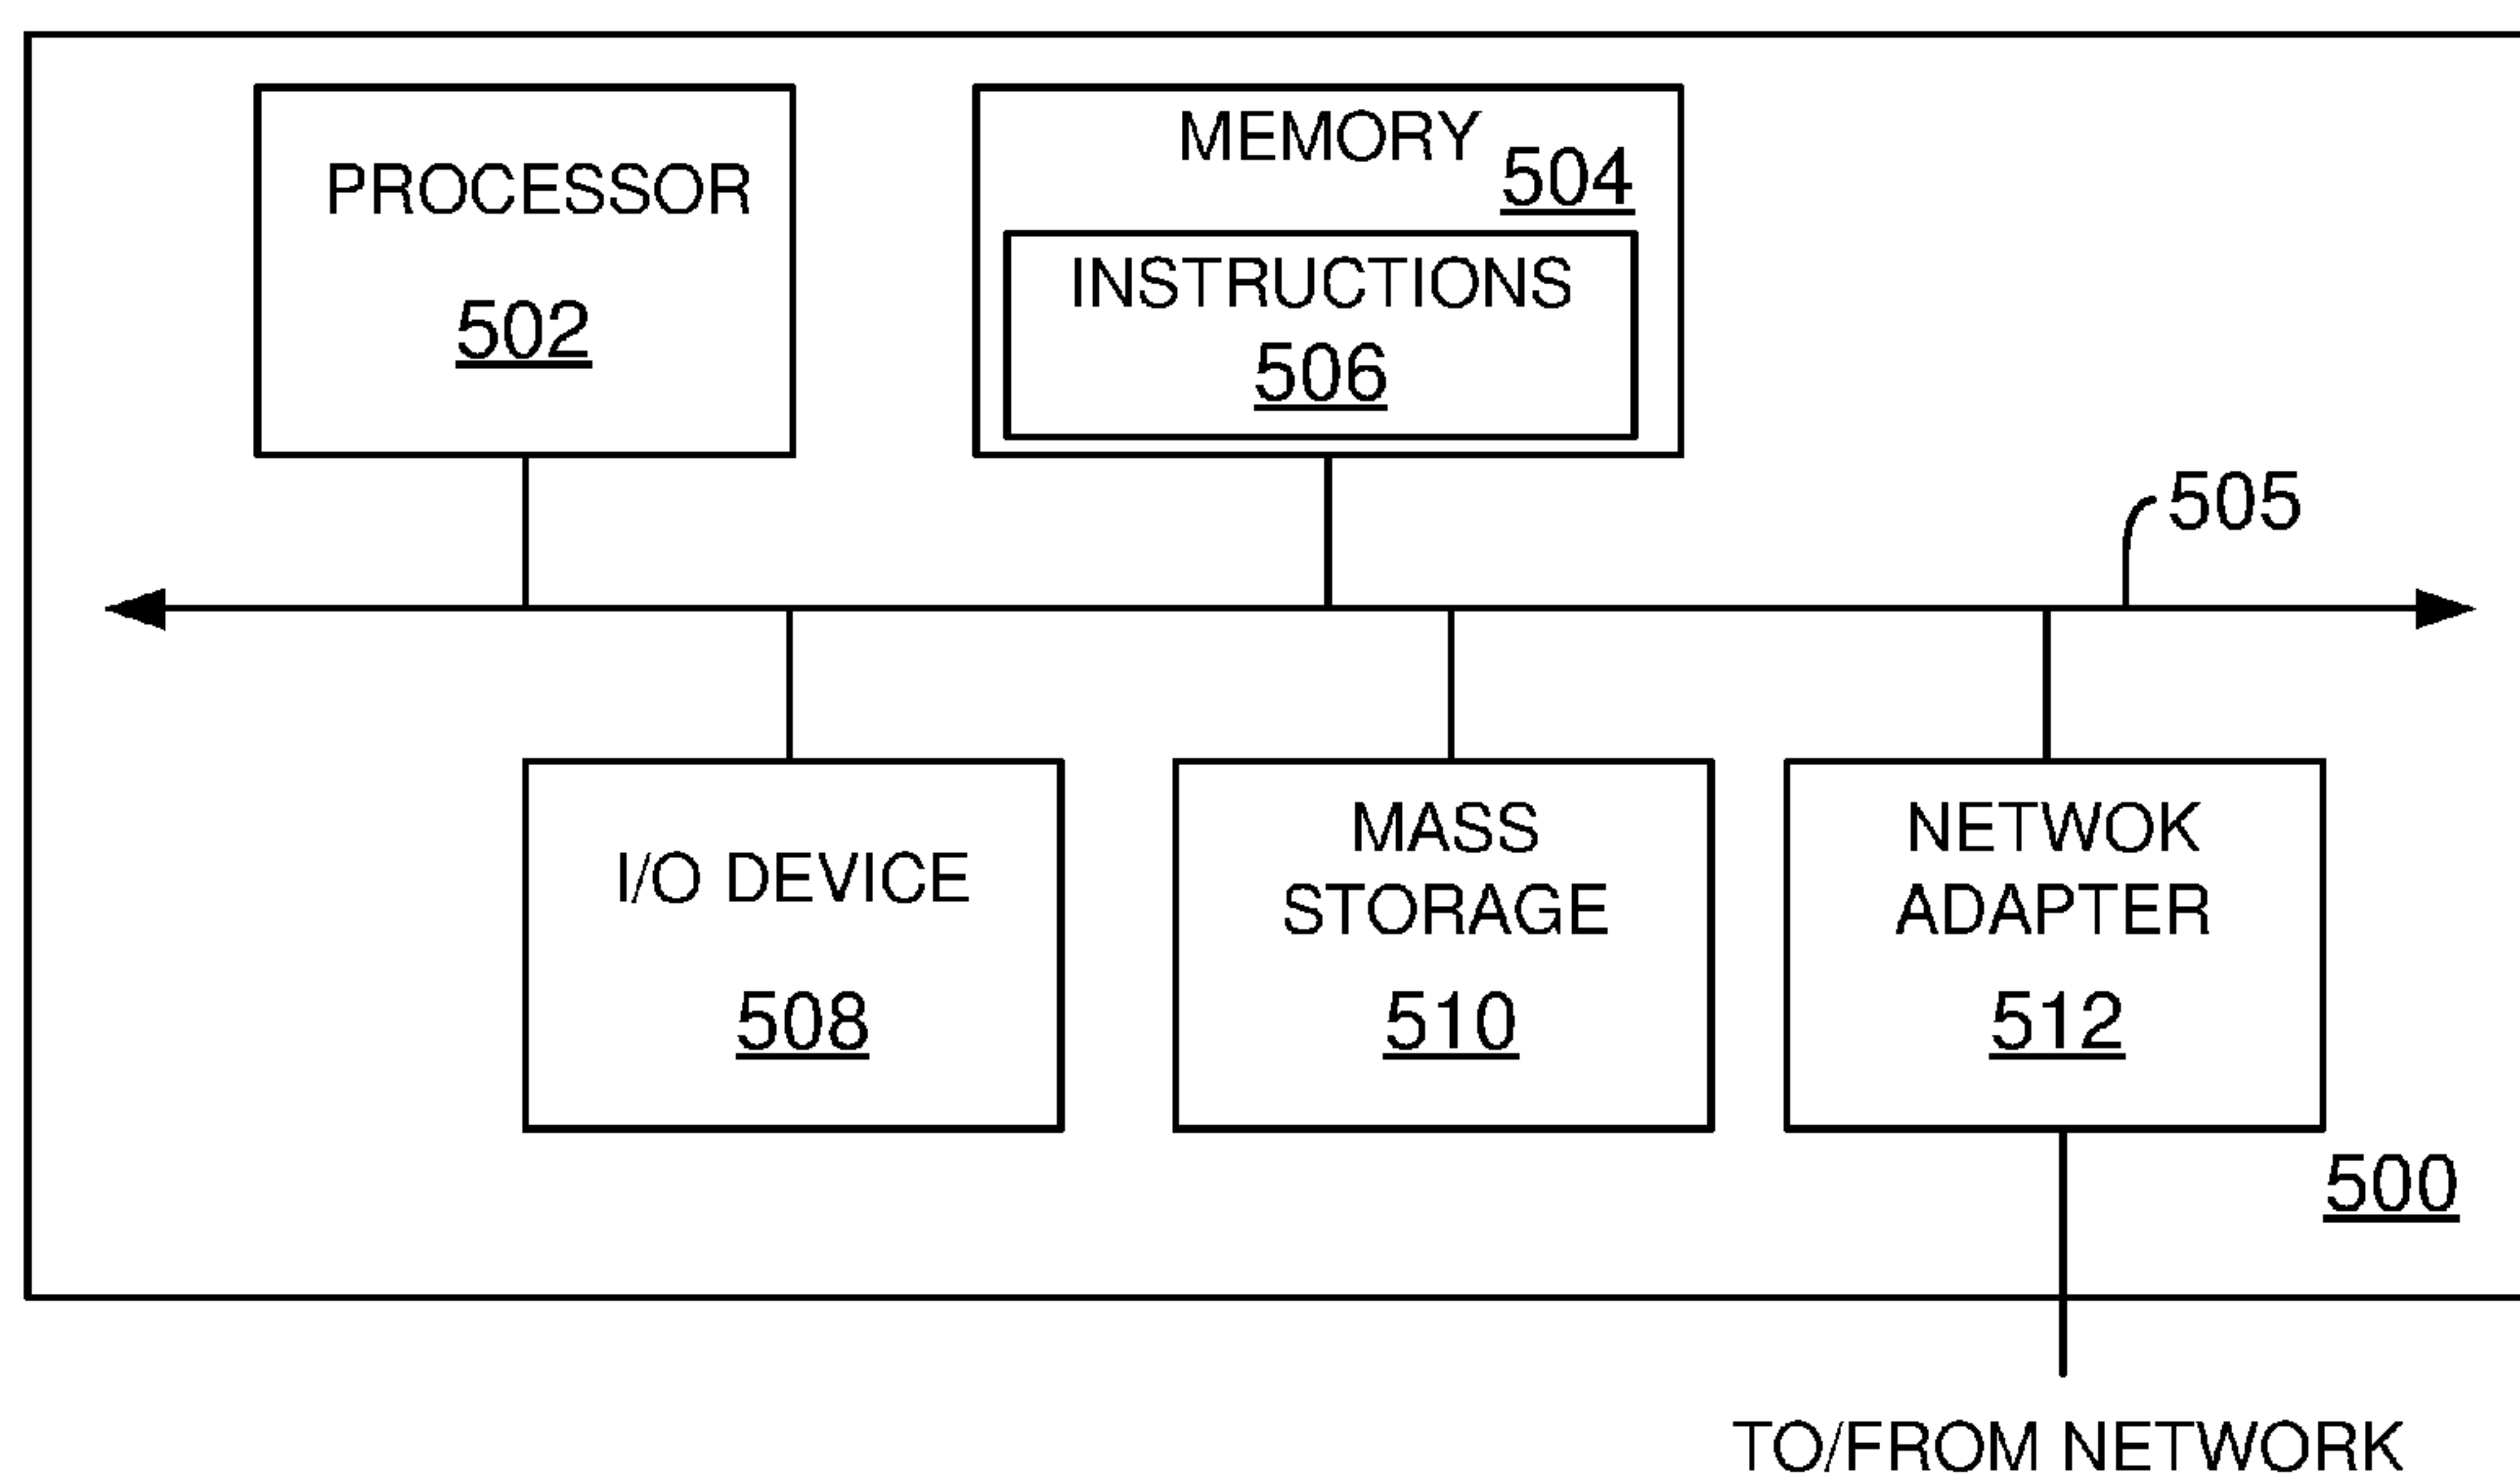 PROCESSOR
502
MEMORY
504
INSTRUCTIONS
506
505
I/O DEVICE
508
MASS
STORAGE
510
NETWOK
ADAPTER
512
500
TO/FROM NETWORK